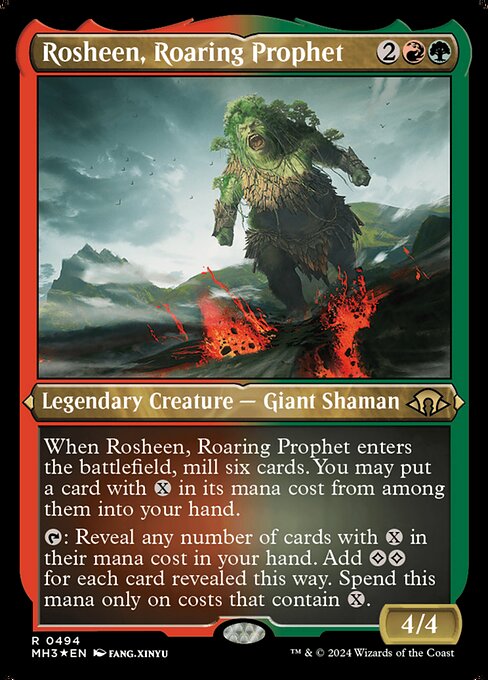 Rosheen, Roaring Prophet 2
Legendary Creature — Giant Shaman
When Rosheen, Roaring Prophet enters
the battlefield, mill six cards. You may put
a card with X in its mana cost from among
them into your hand.
: Reveal any number of cards with X in
their mana cost in your hand. Add
for each card revealed this way. Spend this
mana only on costs that contain X.
4/4
R 0494
MH3★EN FANG.XINYU ™ & © 2024 Wizards of the Coast